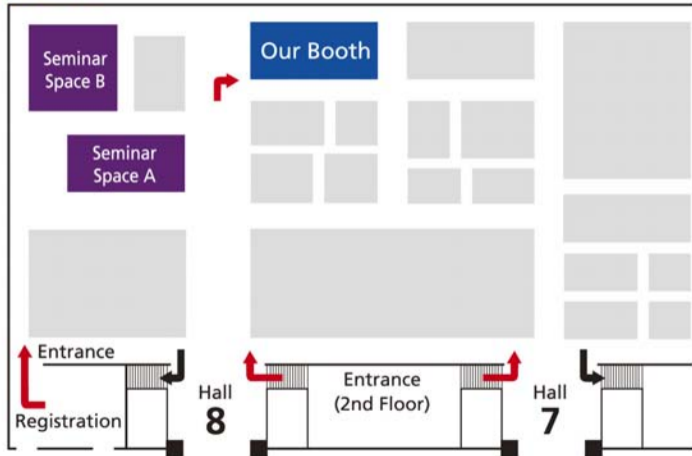 Seminar
Space B
Our Booth
Seminar
Space A
Entrance
Registration
Hall
8
Entrance
(2nd Floor)
Hall
7